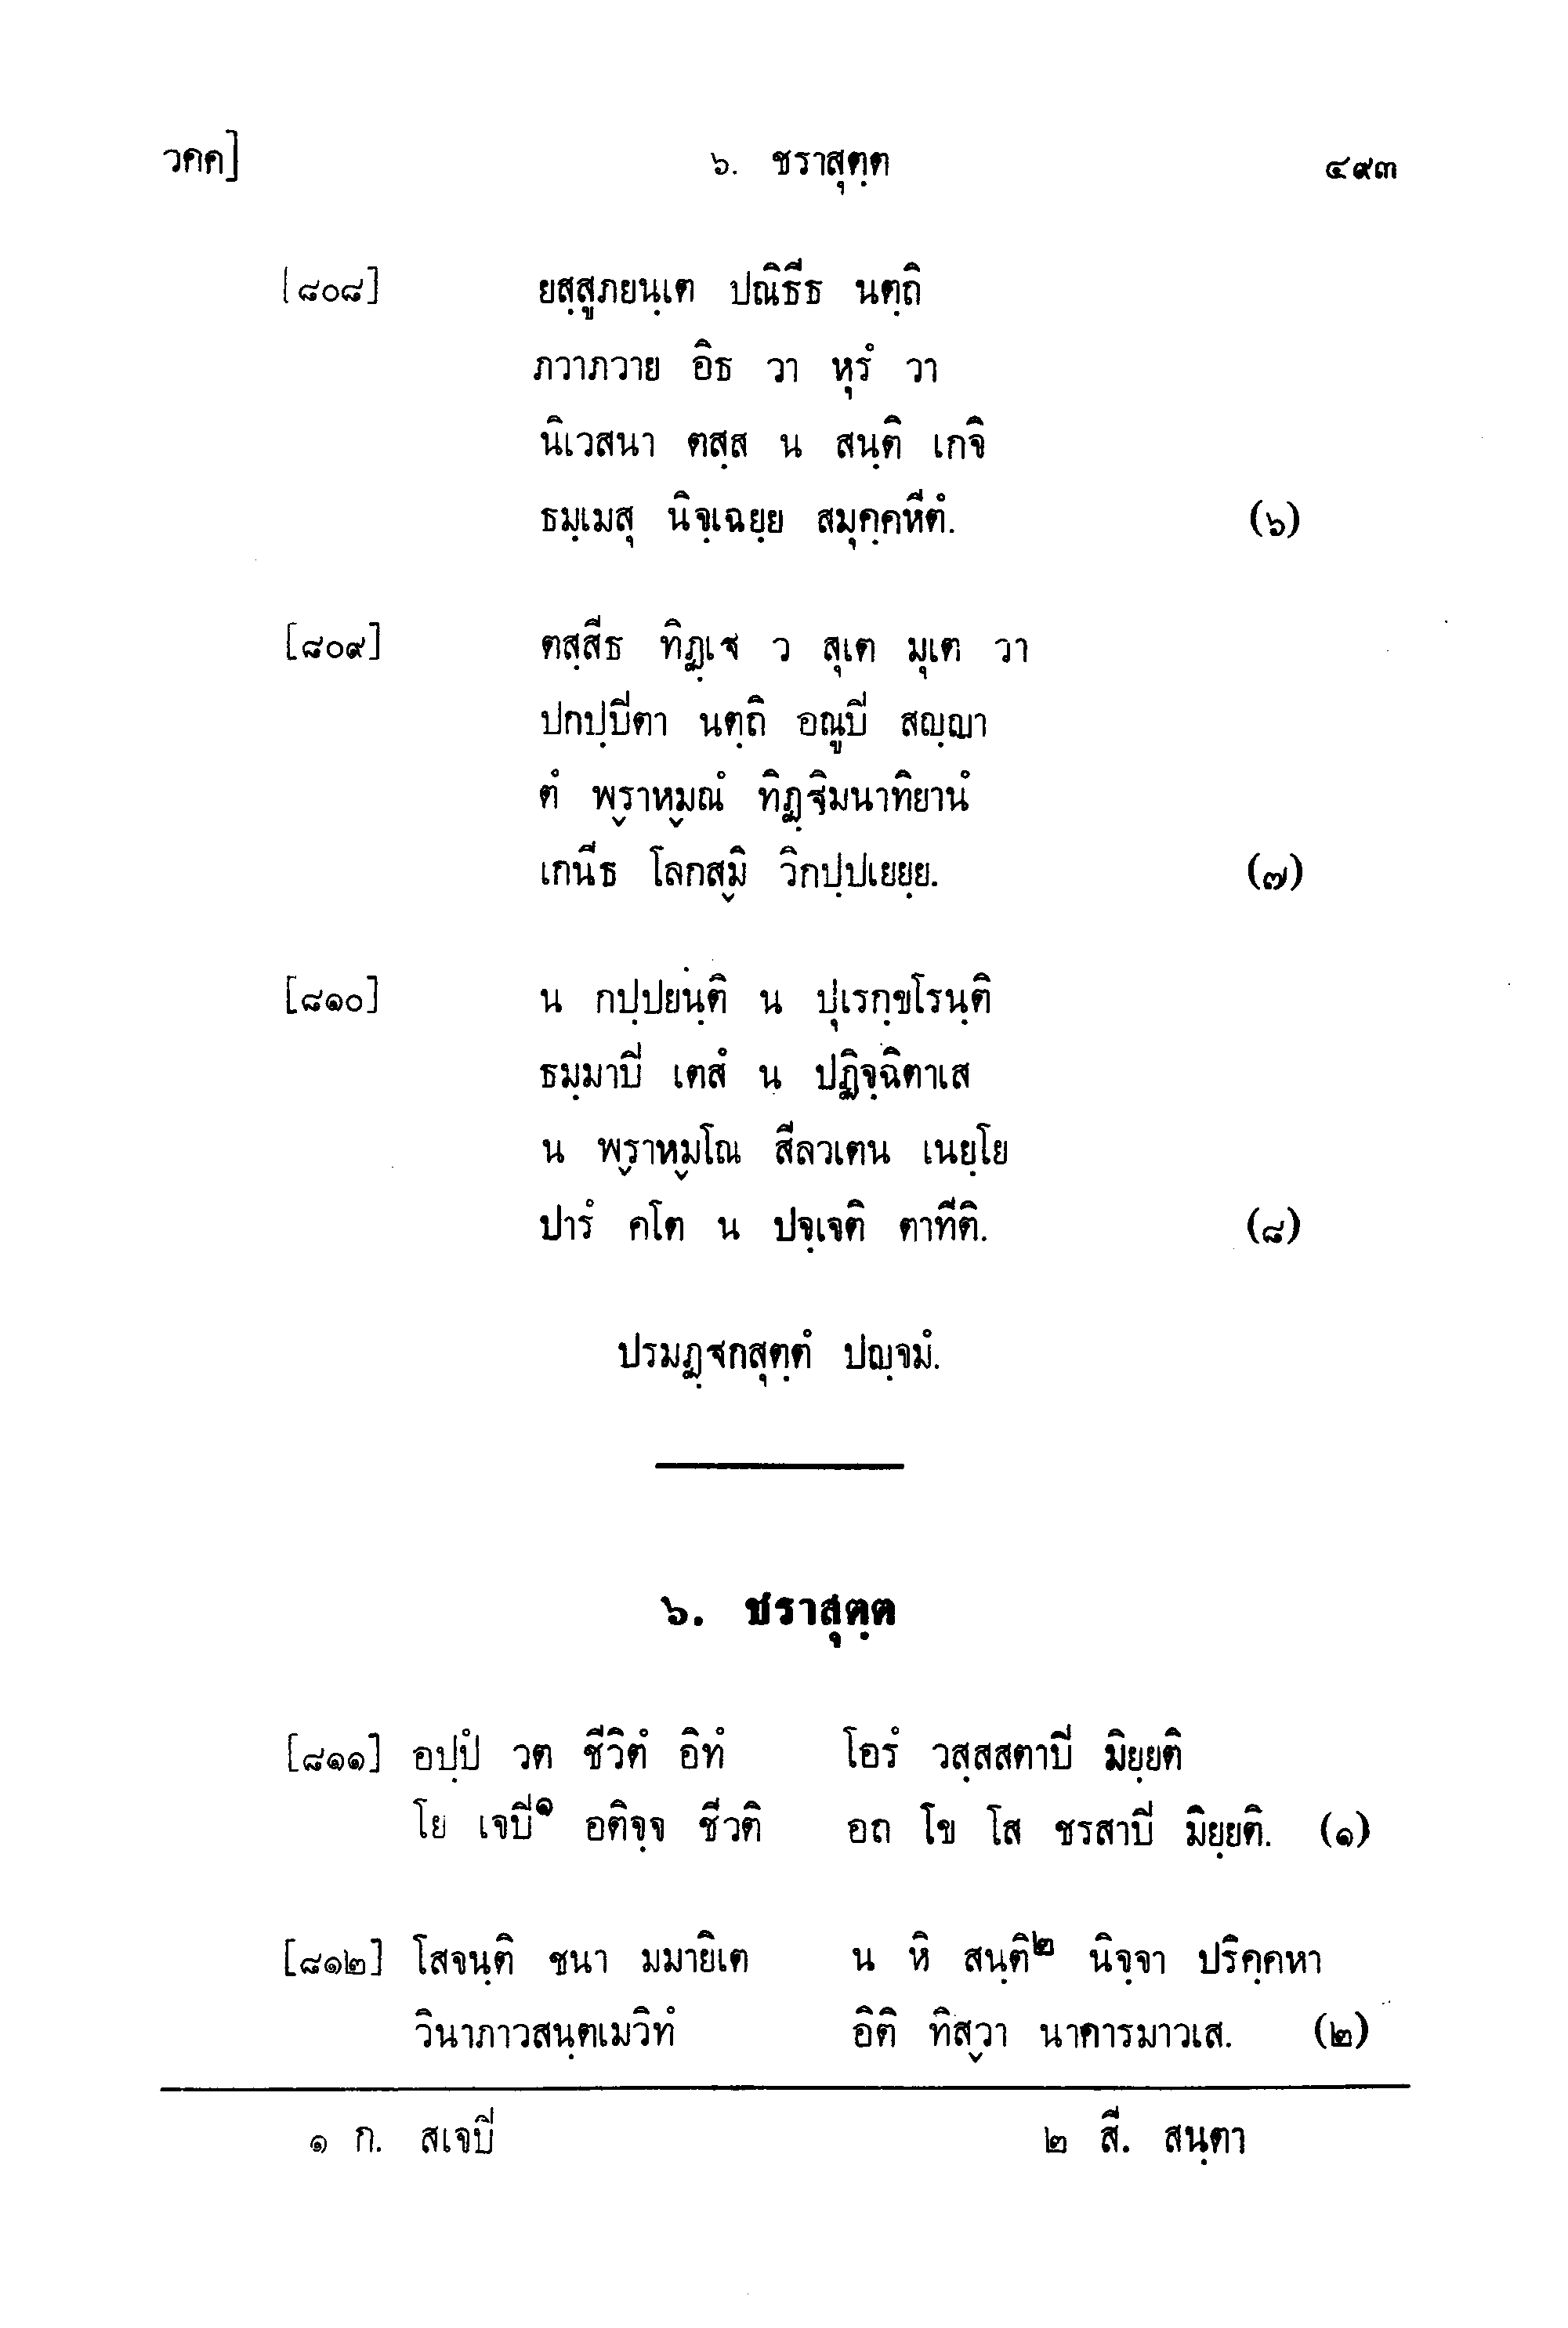 วคค]	๖. ชราสุตฺต	๔๙๓
[๘๐๘]	ยสฺสูภยนฺเต ปณิธีธ นตฺถิ
ภวาภวาย อิธ วา หุรํ วา
นิเวสนา ตสฺส น สนฺติ เกจิ
ธมฺเมสุ นิจฺเฉยฺย สมุคฺคหีตํ.	(๖)
[๘๐๙]	ตสฺสีธ ทิฏฺเฐ ว สุเต มุเต วา
ปกปฺปิตา นตฺถิ อณูปิ สญฺญา
ตํ พฺราหฺมณํ ทิฏฺฐิมนาทิยานํ
เกนีธ โลกสฺมิ วิกปฺปเยยฺย.	(๗)
[๘๑๐]	น กปฺปยนฺติ น ปุเรกฺขโรนฺติ
ธมฺมาปิ เตสํ น ปฏิจฺฉิตาเส
น พฺราหฺมโณ สีลวเตน เนยฺโย
ปารํ คโต น ปจฺเจติ ตาทีติ.	(๘)
ปรมฏฺฐกสุตฺตํ ปญฺจมํ.
๖. ชราสุตฺต
[๘๑๑] อปฺปํ วต ชีวิตํ อิทํ	โอรํ วสฺสสตาปิ มิยฺยติ
โย เจปิ๑ อติจฺจ ชีวติ	อถ โข โส ชรสาปิ มิยฺยติ. (๑)
[๘๑๒] โสจนฺติ ชนา มมายิเต	น หิ สนฺติ๒ นิจฺจา ปริคฺคหา
วินาภาวสนฺตเมวิทํ	อิติ ทิสฺวา นาคารมาวเส. (๒)
๑ ก. สเจปิ	๒ สี. สนฺตา